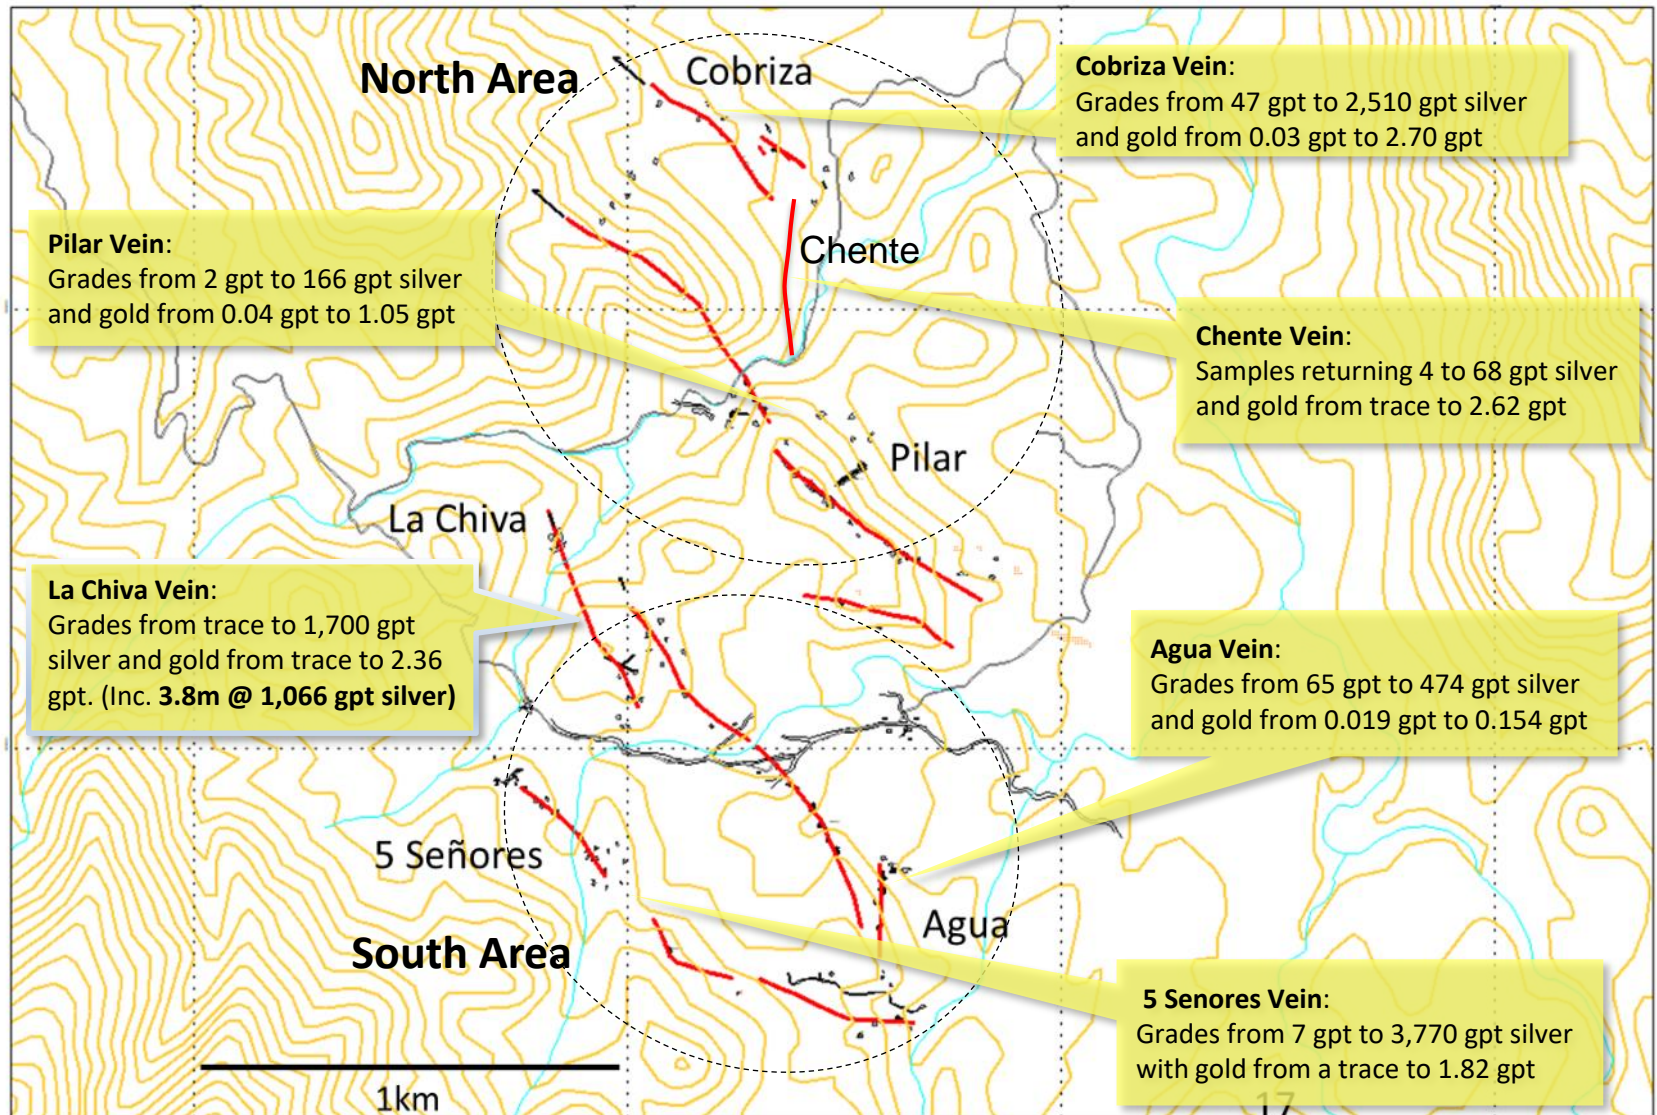 North Area
Cobriza
Cobriza Vein:
Grades from 47 gpt to 2,510 gpt silver
and gold from 0.03 gpt to 2.70 gpt
Pilar Vein:
Grades from 2 gpt to 166 gpt silver
and gold from 0.04 gpt to 1.05 gpt
Chente
Chente Vein:
Samples returning 4 to 68 gpt silver
and gold from trace to 2.62 gpt
Pilar
La Chiva
La Chiva Vein:
Grades from trace to 1,700 gpt
silver and gold from trace to 2.36
gpt. (Inc. 3.8m @ 1,066 gpt silver)
Agua Vein:
Grades from 65 gpt to 474 gpt silver
and gold from 0.019 gpt to 0.154 gpt
5 Señores
Agua
South Area
5 Senores Vein:
Grades from 7 gpt to 3,770 gpt silver
with gold from a trace to 1.82 gpt
1km
17